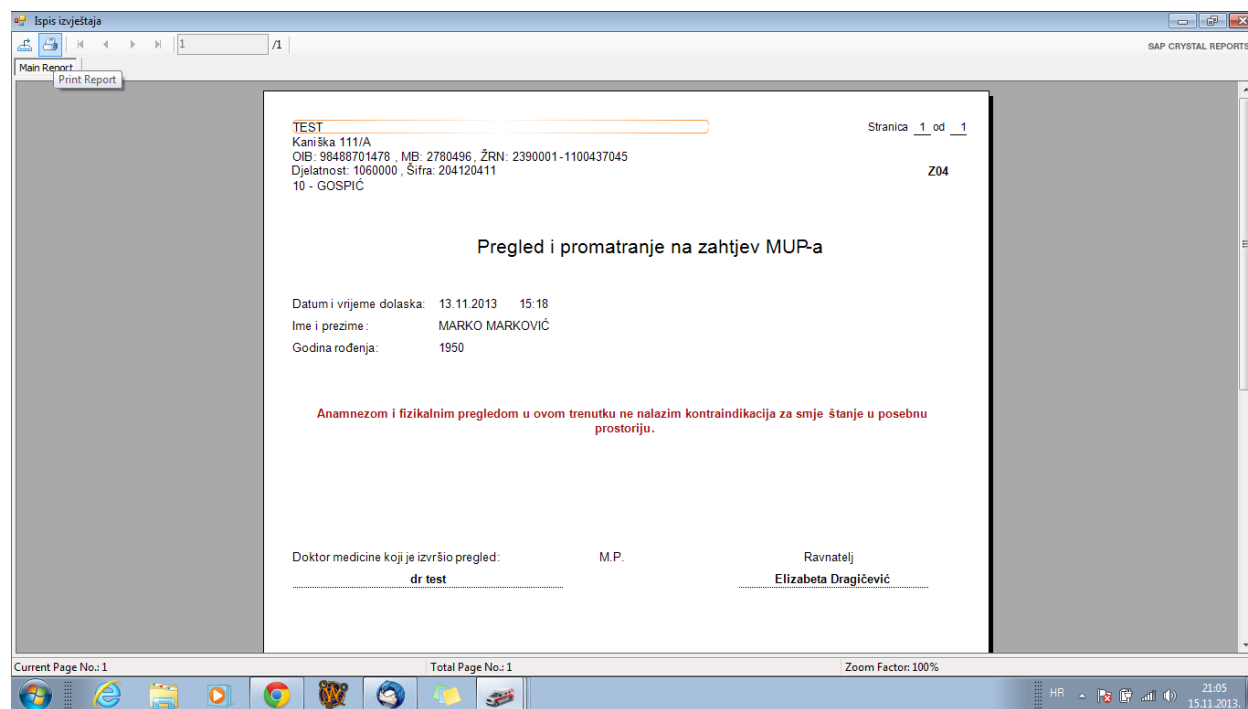 Ispis izvještaja
1 /1
SAP CRYSTAL REPORTS
Main Report
Print Report
TEST
Stranica 1 od 1
Kaniška 111/A
OIB: 98488701478 , MB: 2780496 , ŽRN: 2390001-1100437045
Djelatnost: 1060000 , Šifra: 204120411
Z04
10 - GOSPIĆ
Pregled i promatranje na zahtjev MUP-a
Datum i vrijeme dolaska: 13.11.2013 15:18
Ime i prezime: MARKO MARKOVIĆ
Godina rođenja: 1950
Anamnezom i fizikalnim pregledom u ovom trenutku ne nalazim kontraindikacija za smje štanje u posebnu
prostoriju.
Doktor medicine koji je izvršio pregled: M.P. Ravnatelj
dr test Elizabeta Dragičević
Current Page No.: 1 Total Page No.: 1 Zoom Factor: 100%
HR 21:05
15.11.2013.